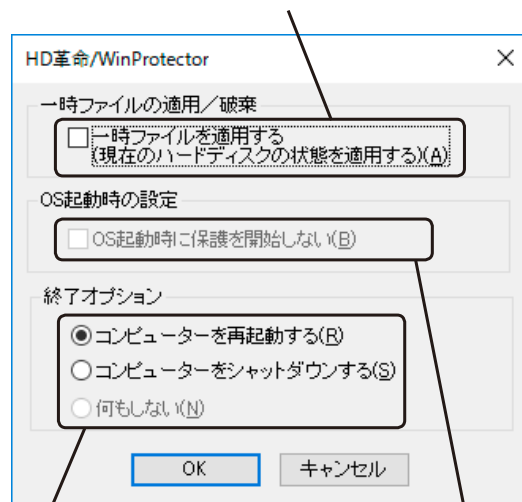 HD革命/WinProtector
一時ファイルの適用／破棄
一時ファイルを適用する
(現在のハードディスクの状態を適用する)(A)
OS起動時の設定
OS起動時に保護を開始しない(B)
終了オプション
コンピューターを再起動する(R)
コンピューターをシャットダウンする(S)
何もしない(N)
OK キャンセル